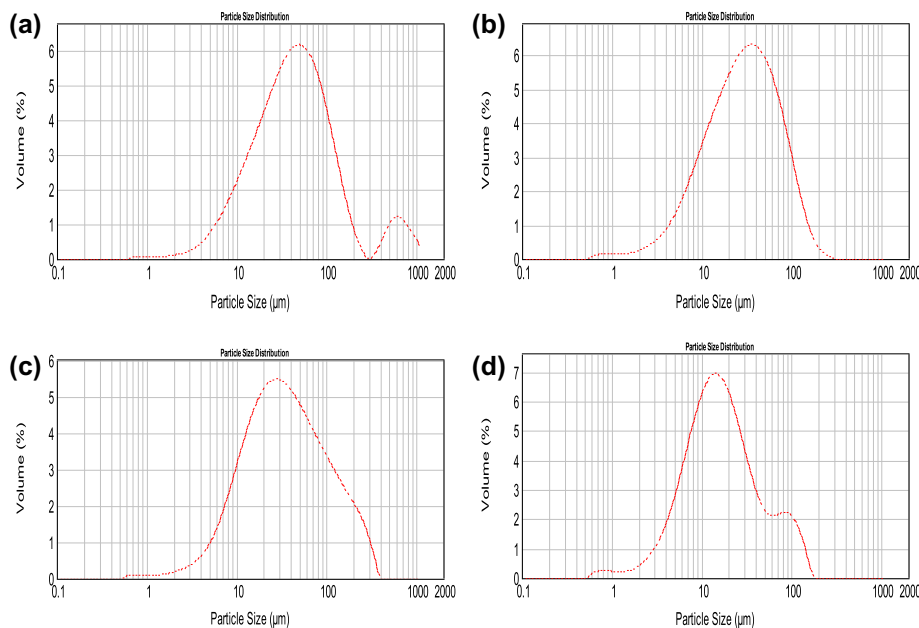 (a)
Particle Size Distribution
Volume (%)
6
5
4
3
2
1
0
0.1 1 10 100 1000 2000
Particle Size (µm)
(b)
Particle Size Distribution
Volume (%)
6
5
4
3
2
1
0
0.1 1 10 100 1000 2000
Particle Size (µm)
(c)
Particle Size Distribution
Volume (%)
6
5
4
3
2
1
0
0.1 1 10 100 1000 2000
Particle Size (µm)
(d)
Particle Size Distribution
Volume (%)
7
6
5
4
3
2
1
0
0.1 1 10 100 1000 2000
Particle Size (µm)